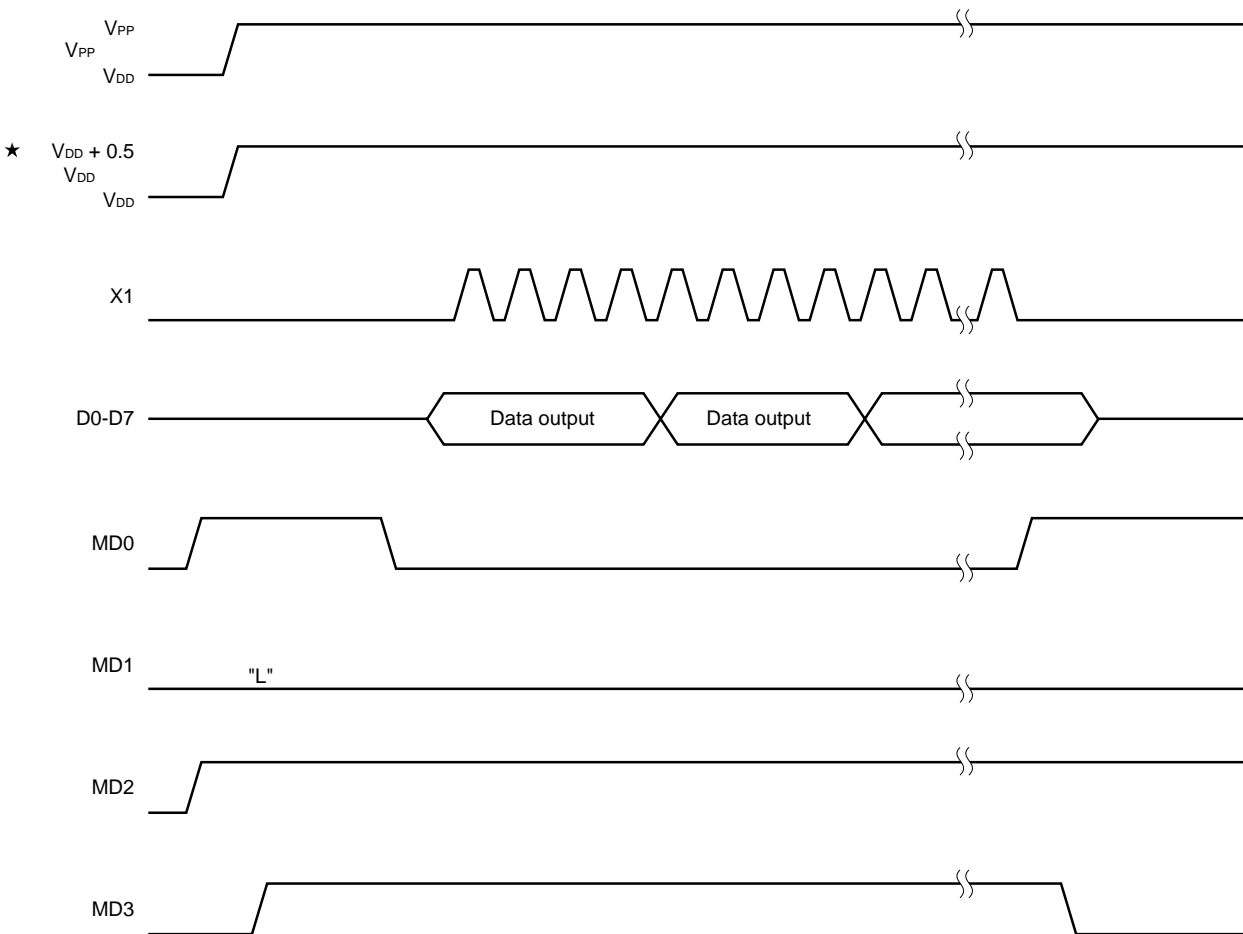 VPP
VPP
VDD
★ VDD + 0.5
VDD
VDD
X1
D0-D7 Data output Data output
MD0
MD1 "L"
MD2
MD3